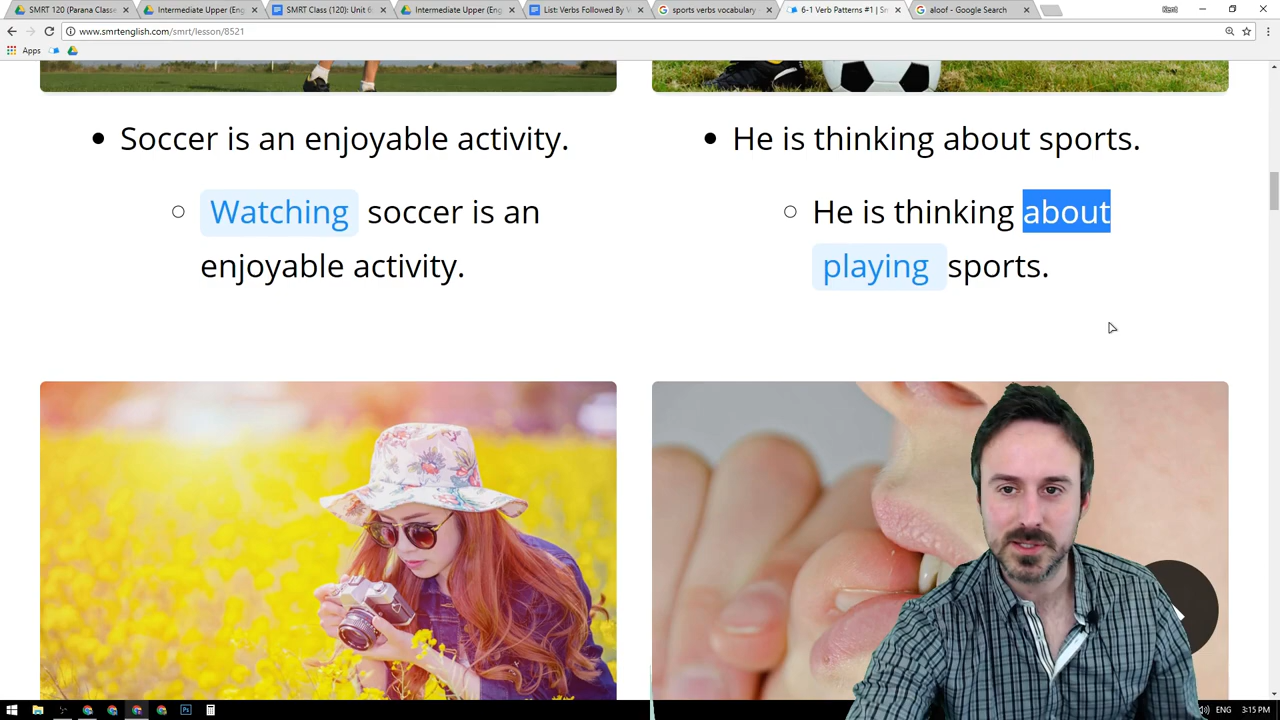 SMRT 120 (Parana Classe
Intermediate Upper (Eng
SMRT Class (120): Unit 6:
Intermediate Upper (Eng
List: Verbs Followed By V
sports verbs vocabulary
6-1 Verb Patterns #1 | Sm
aloof - Google Search
www.smrtenglish.com/smrt/lesson/8521
Apps
Soccer is an enjoyable activity.
Watching soccer is an
enjoyable activity.
He is thinking about sports.
He is thinking about
playing sports.
ENG
3:15 PM